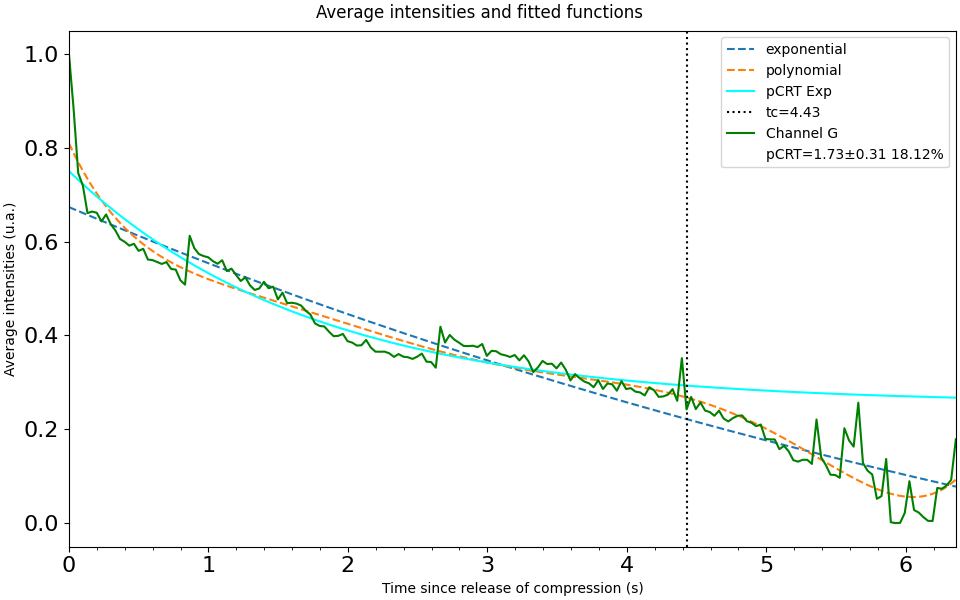 Average intensities and fitted functions
exponential
polynomial
pCRT Exp
tc=4.43
Channel G
pCRT=1.73±0.31 18.12%
Average intensities (u.a.)
1.0
0.8
0.6
0.4
0.2
0.0
0 1 2 3 4 5 6
Time since release of compression (s)